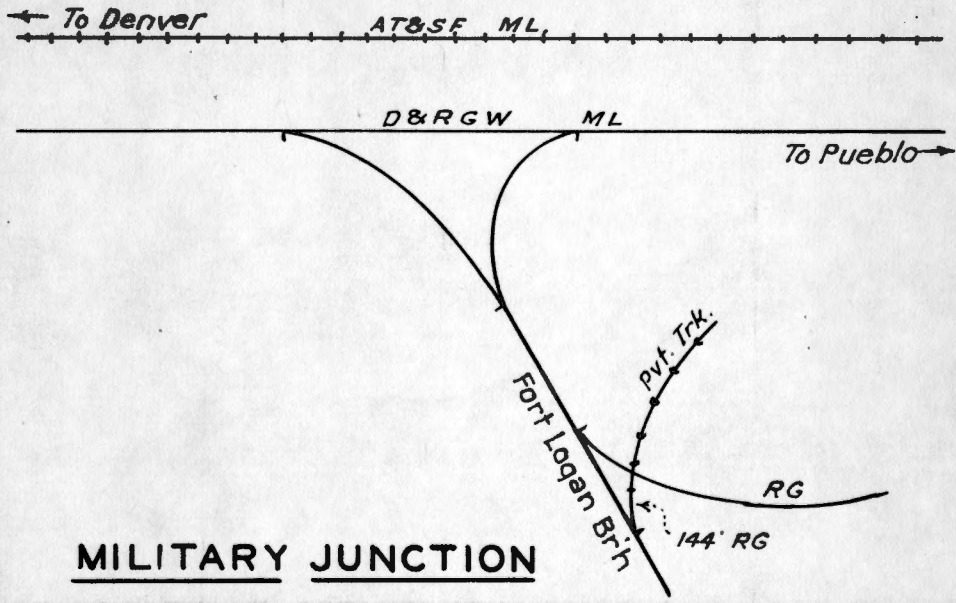 ← To Denver
AT&SF ML.
D&RGW ML
To Pueblo →
Pvt. Trk.
Fort Logan Br'h
RG
144' RG
MILITARY JUNCTION